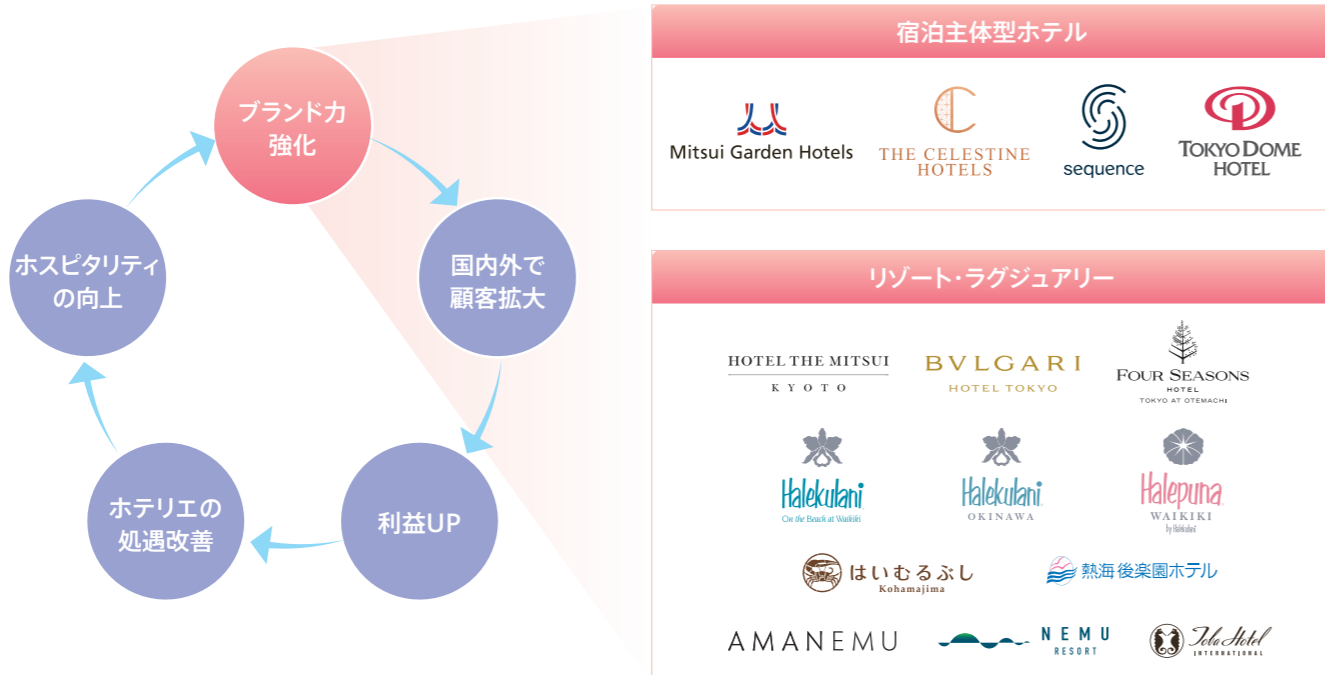 ブランド力
強化
国内外で
顧客拡大
利益UP
ホテリエの
処遇改善
ホスピタリティ
の向上
宿泊主体型ホテル
Mitsui Garden Hotels
THE CELESTINE
HOTELS
sequence
TOKYO DOME
HOTEL
リゾート・ラグジュアリー
HOTEL THE MITSUI
KYOTO
BVLGARI
HOTEL TOKYO
FOUR SEASONS
HOTEL
TOKYO AT OTEMACHI
Halekulani
On the Beach at Waikiki
Halekulani
OKINAWA
Halepuna
WAIKIKI
by Halekulani
はいむるぶし
Kohamajima
熱海後楽園ホテル
AMANEMU
NEMU
RESORT
Toba Hotel
INTERNATIONAL